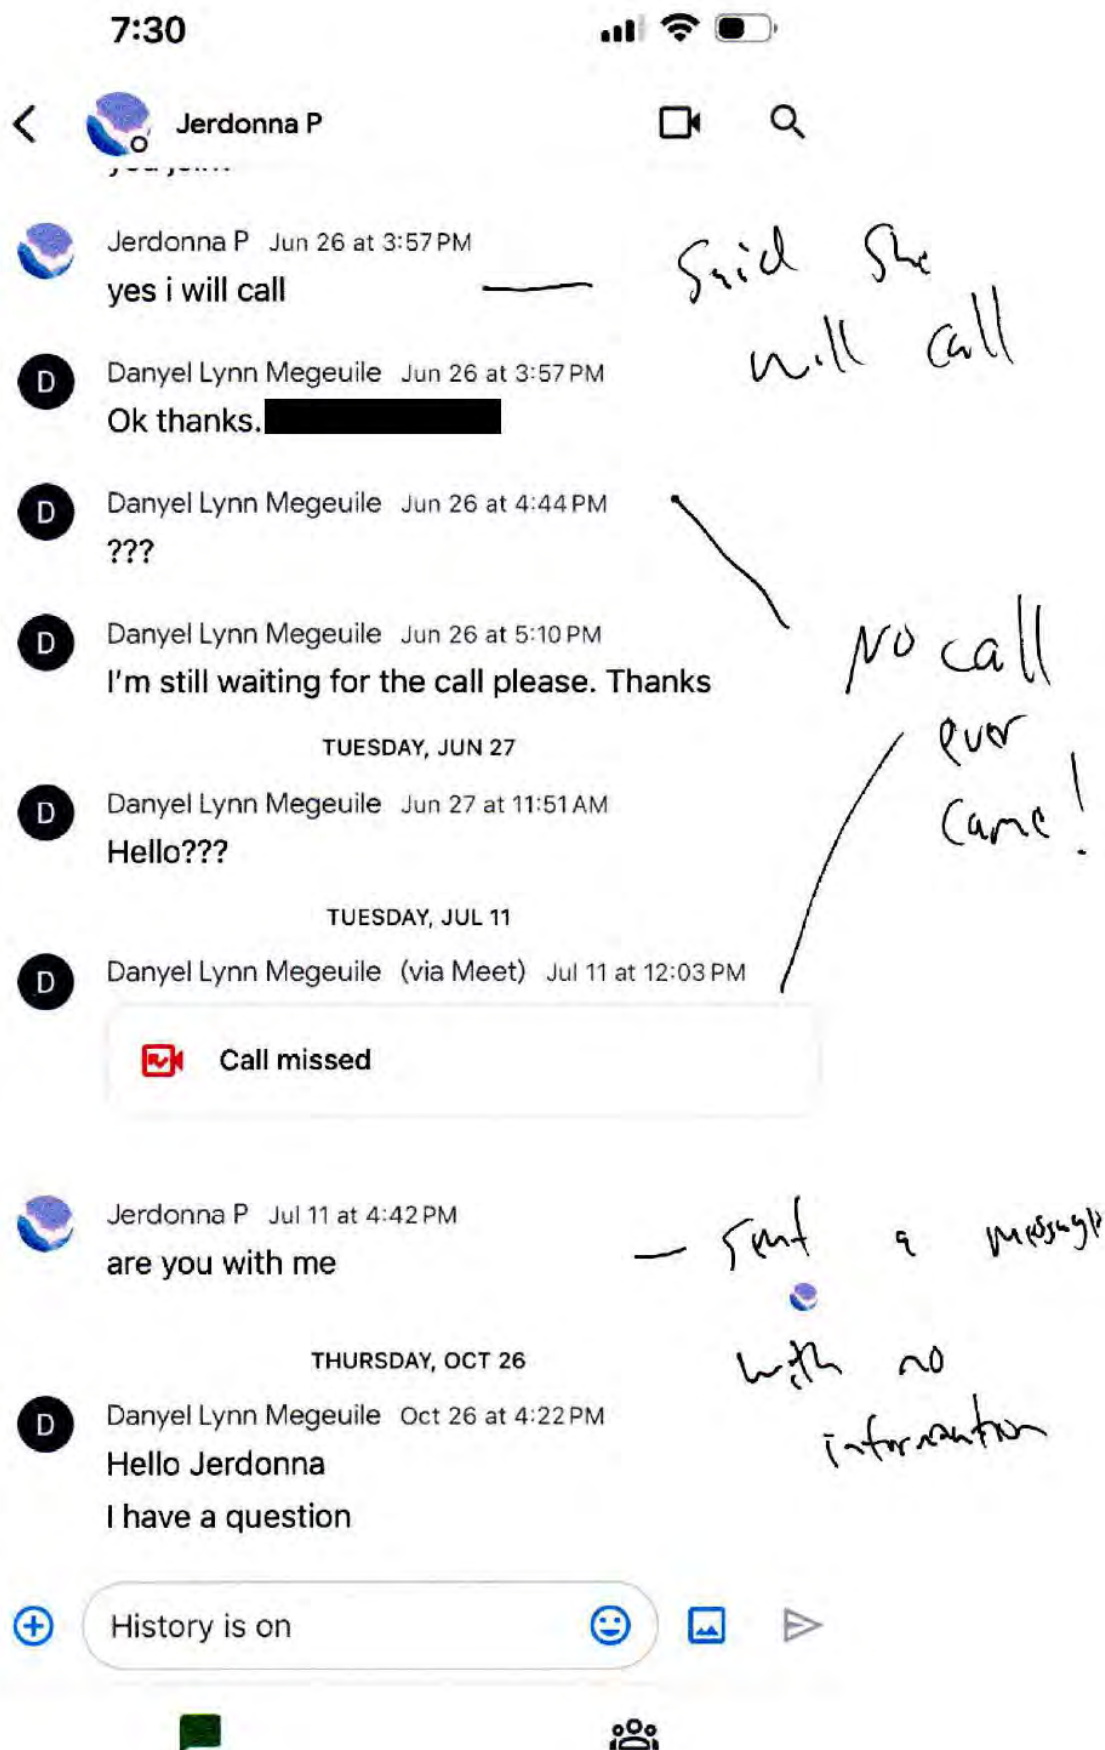 7:30
Jerdonna P
Jerdonna P Jun 26 at 3:57 PM
yes i will call
Said she
will call
Danyel Lynn Megeuile Jun 26 at 3:57 PM
Ok thanks.
Danyel Lynn Megeuile Jun 26 at 4:44 PM
???
Danyel Lynn Megeuile Jun 26 at 5:10 PM
I'm still waiting for the call please. Thanks
No call
ever
came!
TUESDAY, JUN 27
Danyel Lynn Megeuile Jun 27 at 11:51 AM
Hello???
TUESDAY, JUL 11
Danyel Lynn Megeuile (via Meet) Jul 11 at 12:03 PM
Call missed
Jerdonna P Jul 11 at 4:42 PM
are you with me
sent a message
with no
information
THURSDAY, OCT 26
Danyel Lynn Megeuile Oct 26 at 4:22 PM
Hello Jerdonna
I have a question
History is on